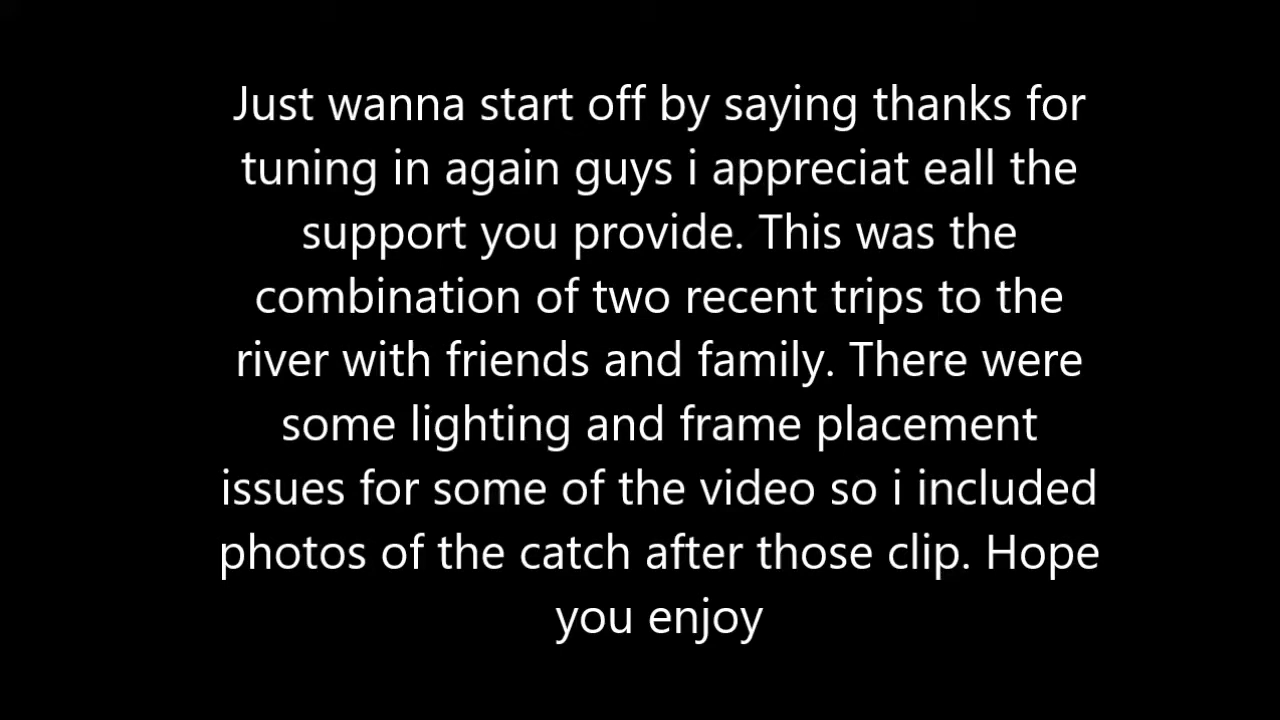 Just wanna start off by saying thanks for
tuning in again guys i appreciat eall the
support you provide. This was the
combination of two recent trips to the
river with friends and family. There were
some lighting and frame placement
issues for some of the video so i included
photos of the catch after those clip. Hope
you enjoy